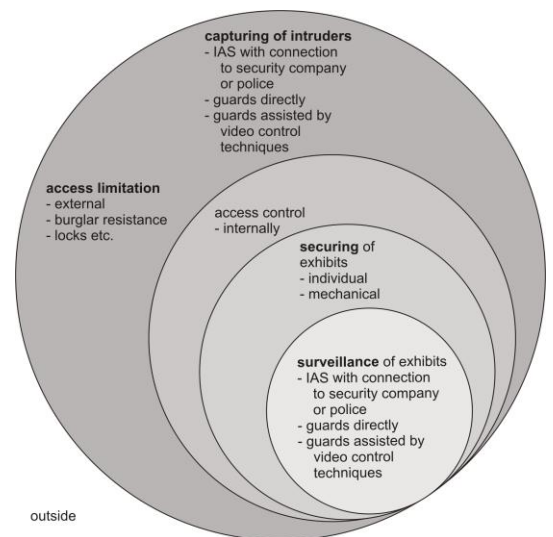 capturing of intruders
- IAS with connection
to security company
or police
- guards directly
- guards assisted by
video control
techniques
access limitation
- external
- burglar resistance
- locks etc.
access control
- internally
securing of
exhibits
- individual
- mechanical
surveillance of exhibits
- IAS with connection
to security company
or police
- guards directly
- guards assisted by
video control
techniques
outside